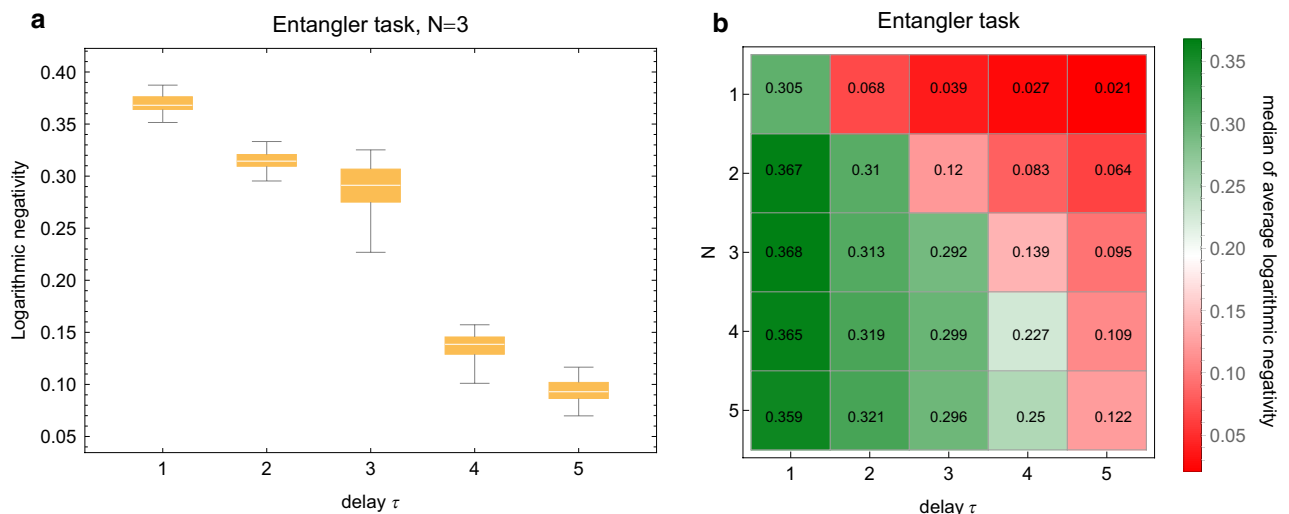 a
Entangler task, N=3
Logarithmic negativity
0.40
0.35
0.30
0.25
0.20
0.15
0.10
0.05
1 2 3 4 5
delay τ
b
Entangler task
N
1 0.305 0.068 0.039 0.027 0.021
2 0.367 0.31 0.12 0.083 0.064
3 0.368 0.313 0.292 0.139 0.095
4 0.365 0.319 0.299 0.227 0.109
5 0.359 0.321 0.296 0.25 0.122
1 2 3 4 5
delay τ
0.35
0.30
0.25
0.20
0.15
0.10
0.05
median of average logarithmic negativity